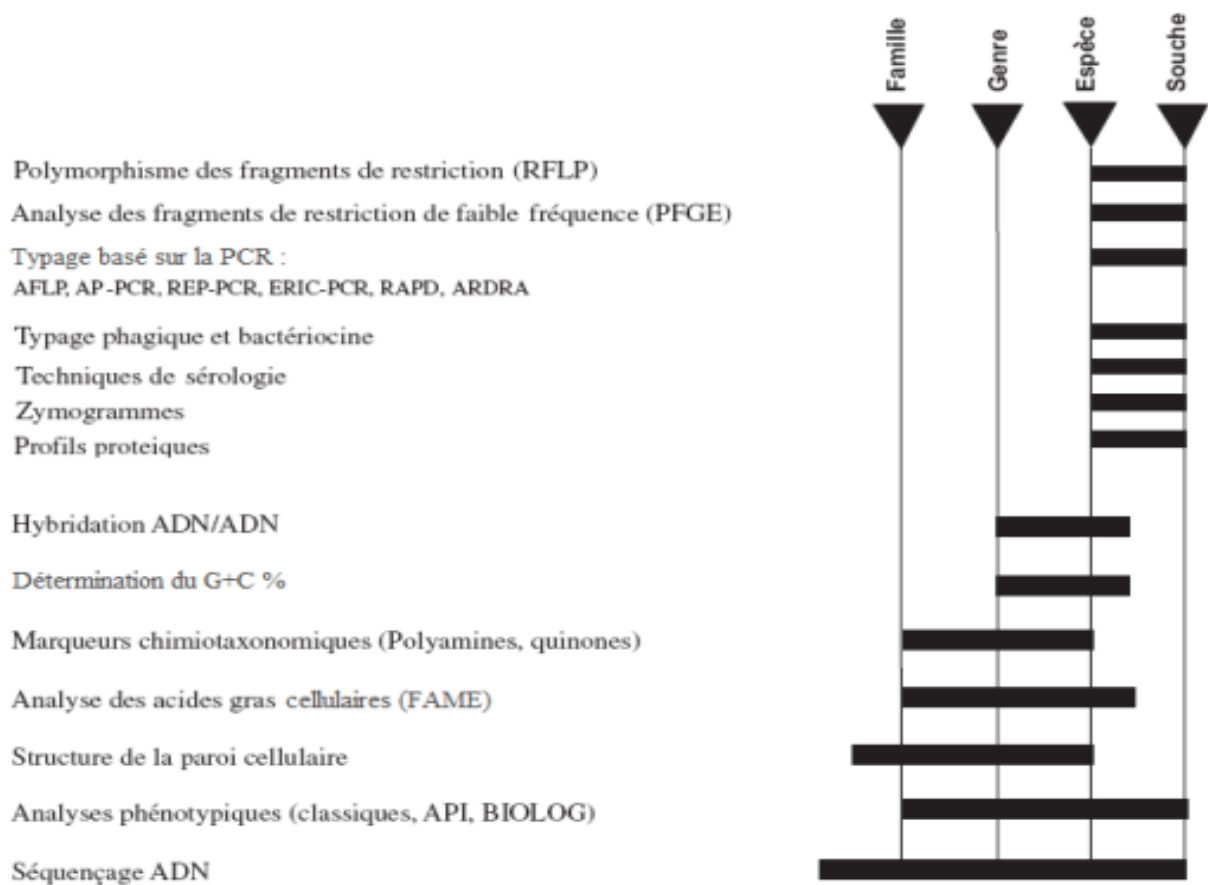 Famille
Genre
Espèce
Souche
Polymorphisme des fragments de restriction (RFLP)
Analyse des fragments de restriction de faible fréquence (PFGE)
Typage basé sur la PCR :
AFLP, AP-PCR, REP-PCR, ERIC-PCR, RAPD, ARDRA
Typage phagique et bactériocine
Techniques de sérologie
Zymogrammes
Profils proteiques
Hybridation ADN/ADN
Détermination du G+C %
Marqueurs chimiotaxonomiques (Polyamines, quinones)
Analyse des acides gras cellulaires (FAME)
Structure de la paroi cellulaire
Analyses phénotypiques (classiques, API, BIOLOG)
Séquençage ADN